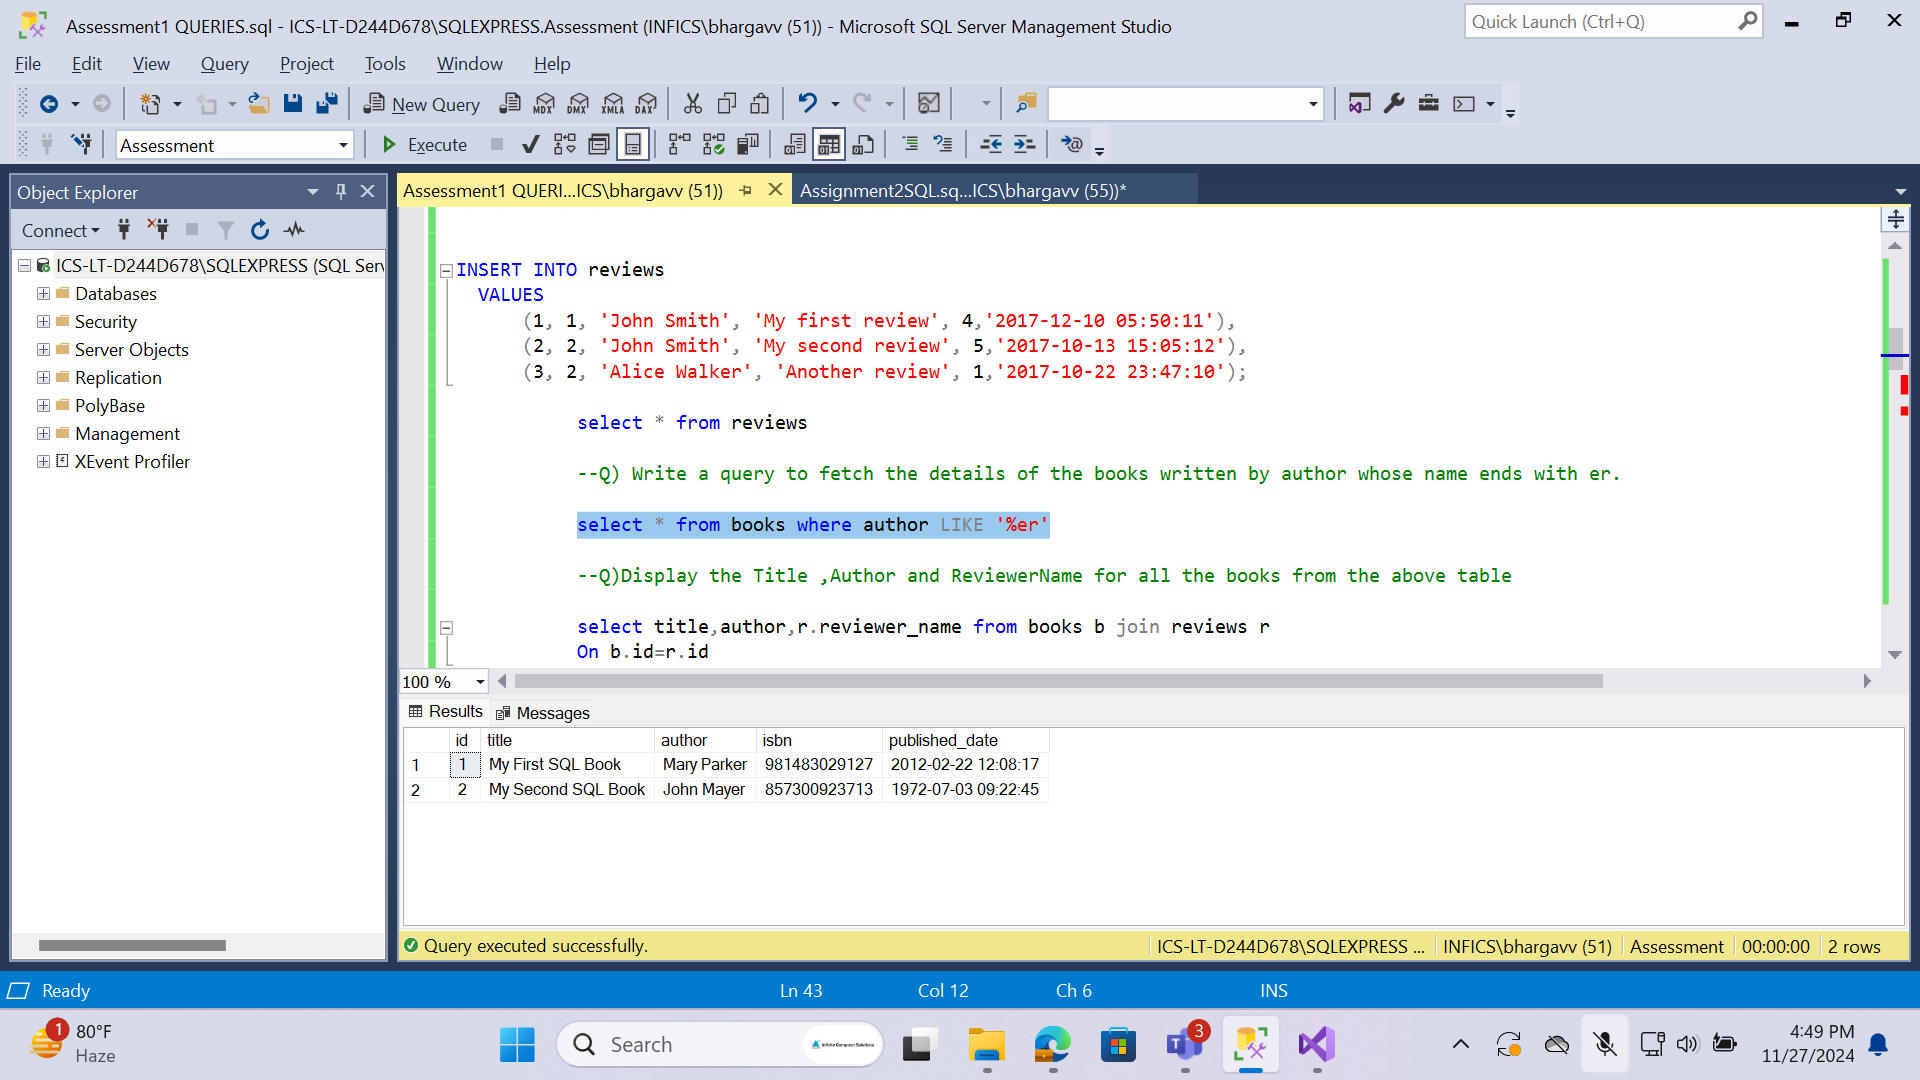 Assessment1 QUERIES.sql - ICS-LT-D244D678\SQLEXPRESS.Assessment (INFICS\bhargavv (51)) - Microsoft SQL Server Management Studio
Quick Launch (Ctrl+Q)
File Edit View Query Project Tools Window Help
New Query MDX DMX XMLA DAX
Assessment Execute
Object Explorer
Connect
ICS-LT-D244D678\SQLEXPRESS (SQL Serv
Databases
Security
Server Objects
Replication
PolyBase
Management
XEvent Profiler
Assessment1 QUERI...ICS\bhargavv (51)) Assignment2SQL.sq...ICS\bhargavv (55))*
INSERT INTO reviews
VALUES
(1, 1, 'John Smith', 'My first review', 4,'2017-12-10 05:50:11'),
(2, 2, 'John Smith', 'My second review', 5,'2017-10-13 15:05:12'),
(3, 2, 'Alice Walker', 'Another review', 1,'2017-10-22 23:47:10');
select * from reviews
--Q) Write a query to fetch the details of the books written by author whose name ends with er.
select * from books where author LIKE '%er'
--Q)Display the Title ,Author and ReviewerName for all the books from the above table
select title,author,r.reviewer_name from books b join reviews r
On b.id=r.id
100 %
Results Messages
id title author isbn published_date
1 1 My First SQL Book Mary Parker 981483029127 2012-02-22 12:08:17
2 2 My Second SQL Book John Mayer 857300923713 1972-07-03 09:22:45
Query executed successfully. ICS-LT-D244D678\SQLEXPRESS ... INFICS\bhargavv (51) Assessment 00:00:00 2 rows
Ready Ln 43 Col 12 Ch 6 INS
1 80°F
Haze
Search
Infinite Computer Solutions
3
4:49 PM
11/27/2024